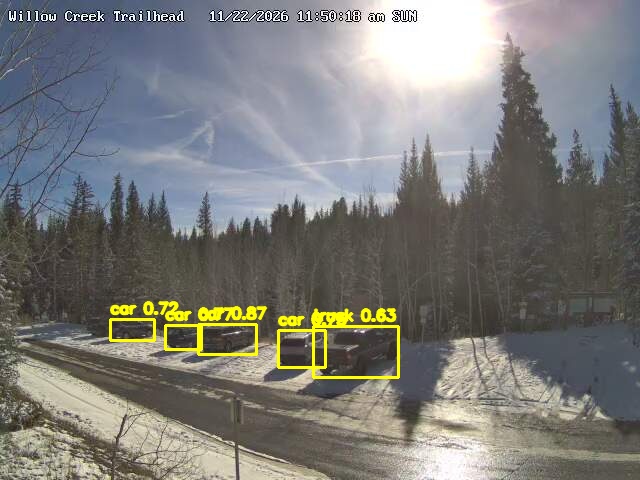 Willow Creek Trailhead 11/22/2026 11:50:18 am SUN
car 0.72
car 0.87
car
truck 0.63